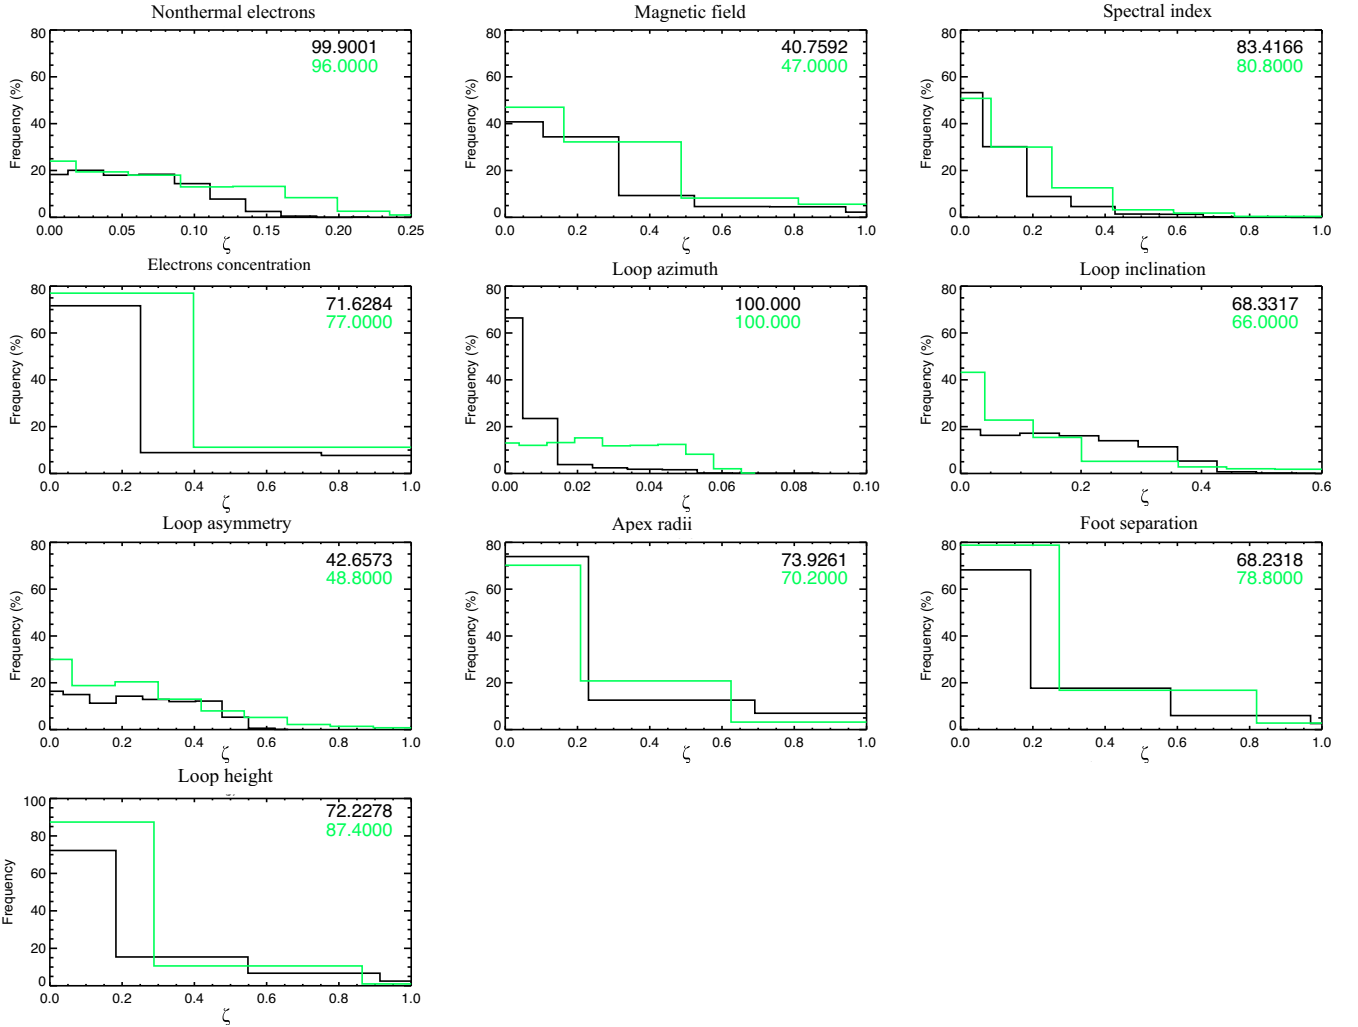 Nonthermal electrons
80
60
40
20
0
Frequency (%)
99.9001
96.0000
0.00 0.05 0.10 0.15 0.20 0.25
ζ
Magnetic field
80
60
40
20
0
Frequency (%)
40.7592
47.0000
0.0 0.2 0.4 0.6 0.8 1.0
ζ
Spectral index
80
60
40
20
0
Frequency (%)
83.4166
80.8000
0.0 0.2 0.4 0.6 0.8 1.0
ζ
Electrons concentration
80
60
40
20
0
Frequency (%)
71.6284
77.0000
0.0 0.2 0.4 0.6 0.8 1.0
ζ
Loop azimuth
80
60
40
20
0
Frequency (%)
100.000
100.000
0.00 0.02 0.04 0.06 0.08 0.10
ζ
Loop inclination
80
60
40
20
0
Frequency (%)
68.3317
66.0000
0.0 0.2 0.4 0.6
ζ
Loop asymmetry
80
60
40
20
0
Frequency (%)
42.6573
48.8000
0.0 0.2 0.4 0.6 0.8 1.0
ζ
Apex radii
80
60
40
20
0
Frequency (%)
73.9261
70.2000
0.0 0.2 0.4 0.6 0.8 1.0
ζ
Foot separation
80
60
40
20
0
Frequency (%)
68.2318
78.8000
0.0 0.2 0.4 0.6 0.8 1.0
ζ
Loop height
100
80
60
40
20
0
Frequency
72.2278
87.4000
0.0 0.2 0.4 0.6 0.8 1.0
ζ